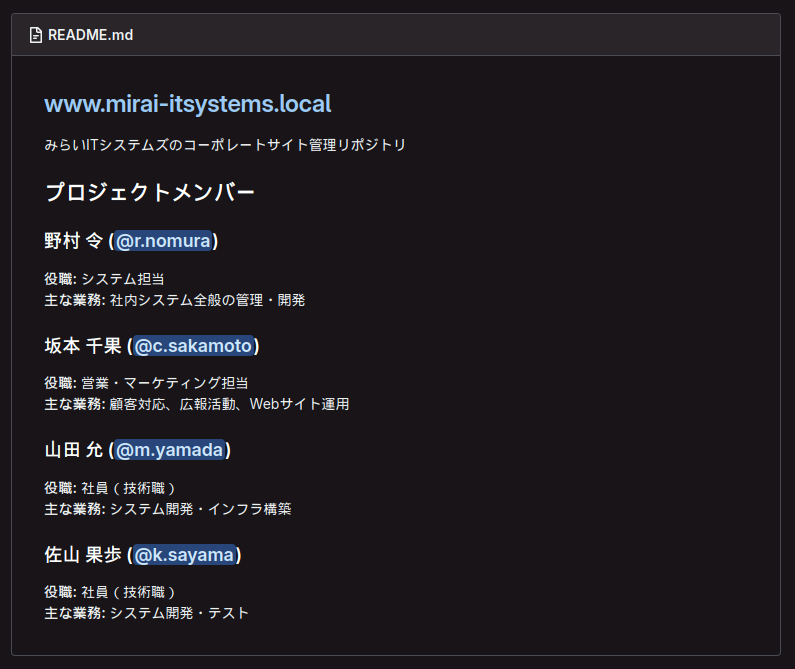 README.md
www.mirai-itsystems.local
みらいITシステムズのコーポレートサイト管理リポジトリ
プロジェクトメンバー
野村 令 (@r.nomura)
役職: システム担当
主な業務: 社内システム全般の管理・開発
坂本 千果 (@c.sakamoto)
役職: 営業・マーケティング担当
主な業務: 顧客対応、広報活動、Webサイト運用
山田 允 (@m.yamada)
役職: 社員（技術職）
主な業務: システム開発・インフラ構築
佐山 果歩 (@k.sayama)
役職: 社員（技術職）
主な業務: システム開発・テスト